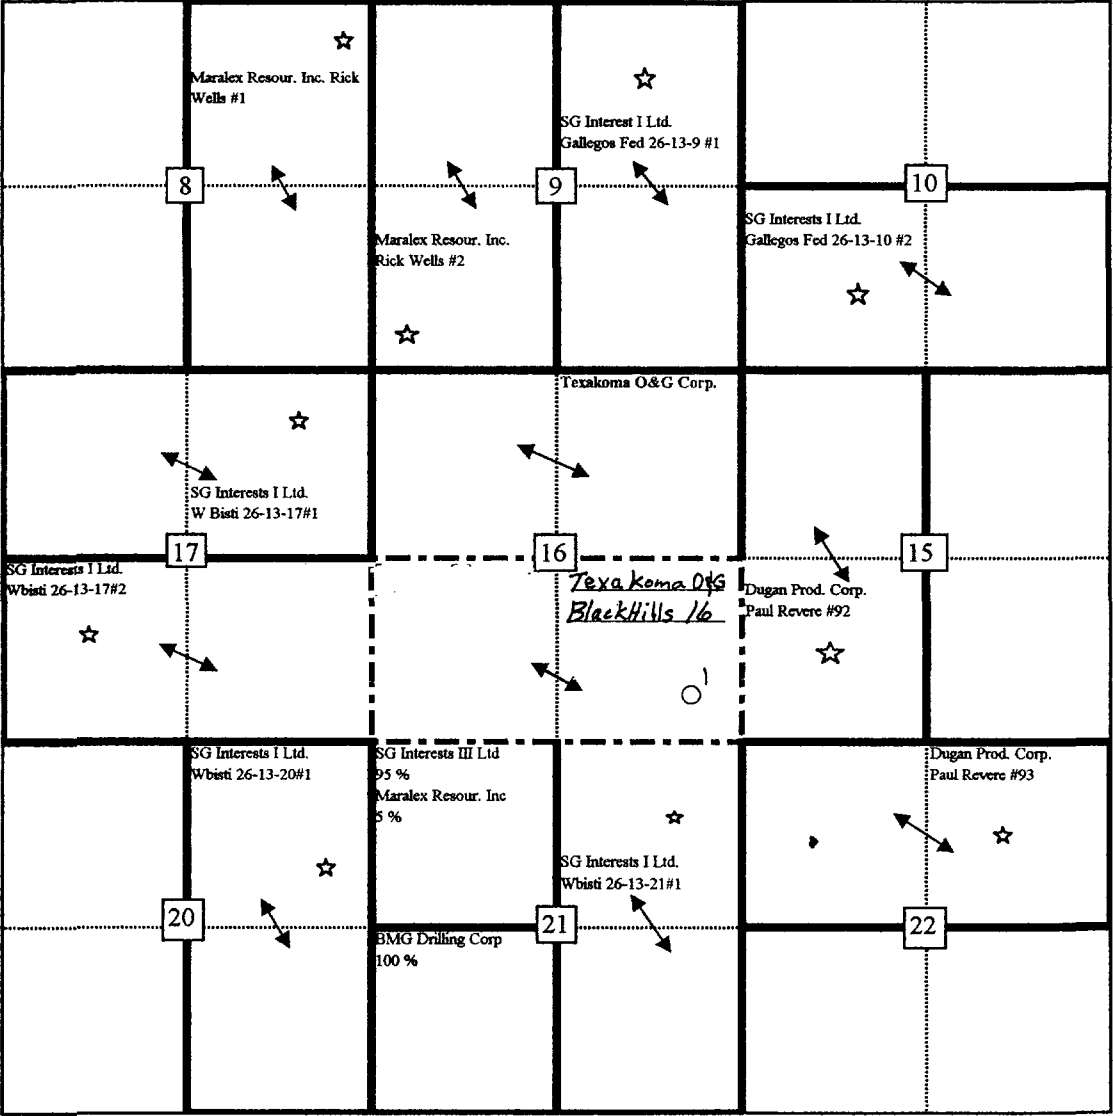 Maralex Resour. Inc. Rick
Wells #1
SG Interest I Ltd.
Gallegos Fed 26-13-9 #1
8
9
10
Maralex Resour. Inc.
Rick Wells #2
SG Interests I Ltd.
Gallegos Fed 26-13-10 #2
Texakoma O&G Corp.
SG Interests I Ltd.
W Bisti 26-13-17#1
17
16
15
SG Interests I Ltd.
Wbisti 26-13-17#2
Texakoma O&G
BlackHills 16
1
Dugan Prod. Corp.
Paul Revere #92
SG Interests I Ltd.
Wbisti 26-13-20#1
SG Interests III Ltd
95 %
Maralex Resour. Inc
5 %
Dugan Prod. Corp.
Paul Revere #93
SG Interests I Ltd.
Wbisti 26-13-21#1
20
21
22
BMG Drilling Corp
100 %